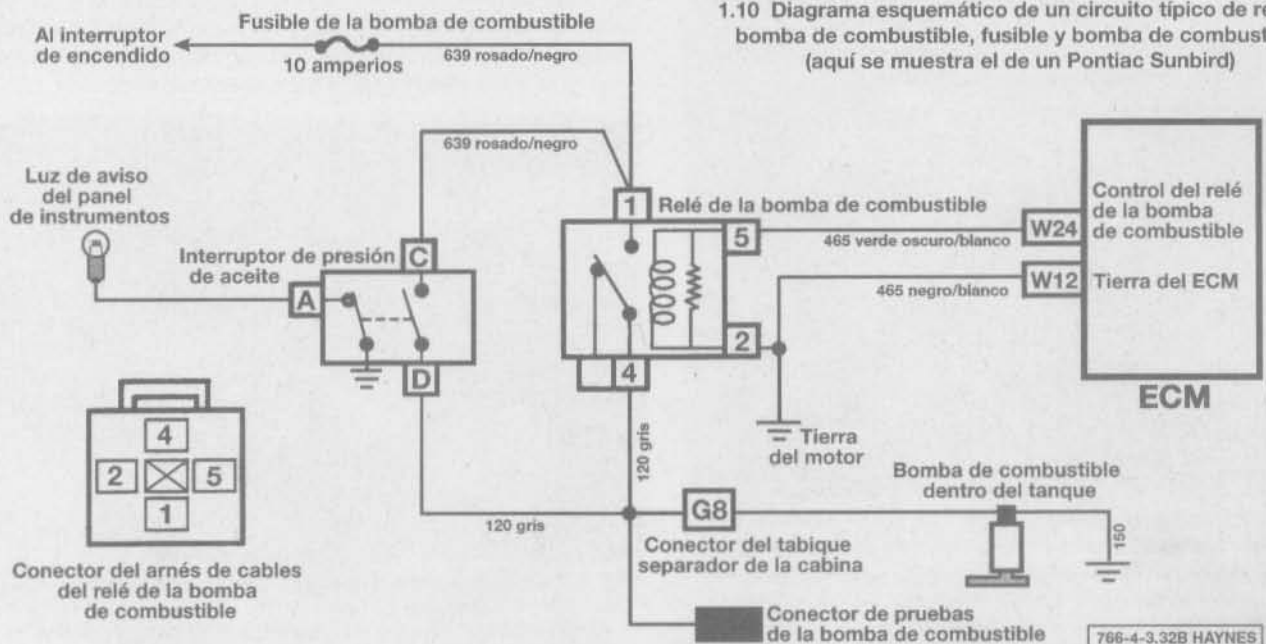 1.10 Diagrama esquemático de un circuito típico de
bomba de combustible, fusible y bomba de
(aquí se muestra el de un Pontiac Sunbird)
Al interruptor
de encendido
Fusible de la bomba de combustible
10 amperios
639 rosado/negro
639 rosado/negro
Luz de aviso
del panel
de instrumentos
Interruptor de presión
de aceite
A
C
D
1
Relé de la bomba de combustible
5
2
4
465 verde oscuro/blanco
465 negro/blanco
W24
W12
Control del relé
de la bomba
de combustible
Tierra del ECM
ECM
Tierra
del motor
120 gris
120 gris
G8
Conector del tabique
separador de la cabina
Bomba de combustible
dentro del tanque
150
4
2
5
1
Conector del arnés de cables
del relé de la bomba
de combustible
Conector de pruebas
de la bomba de combustible
766-4-3.32B HAYNES